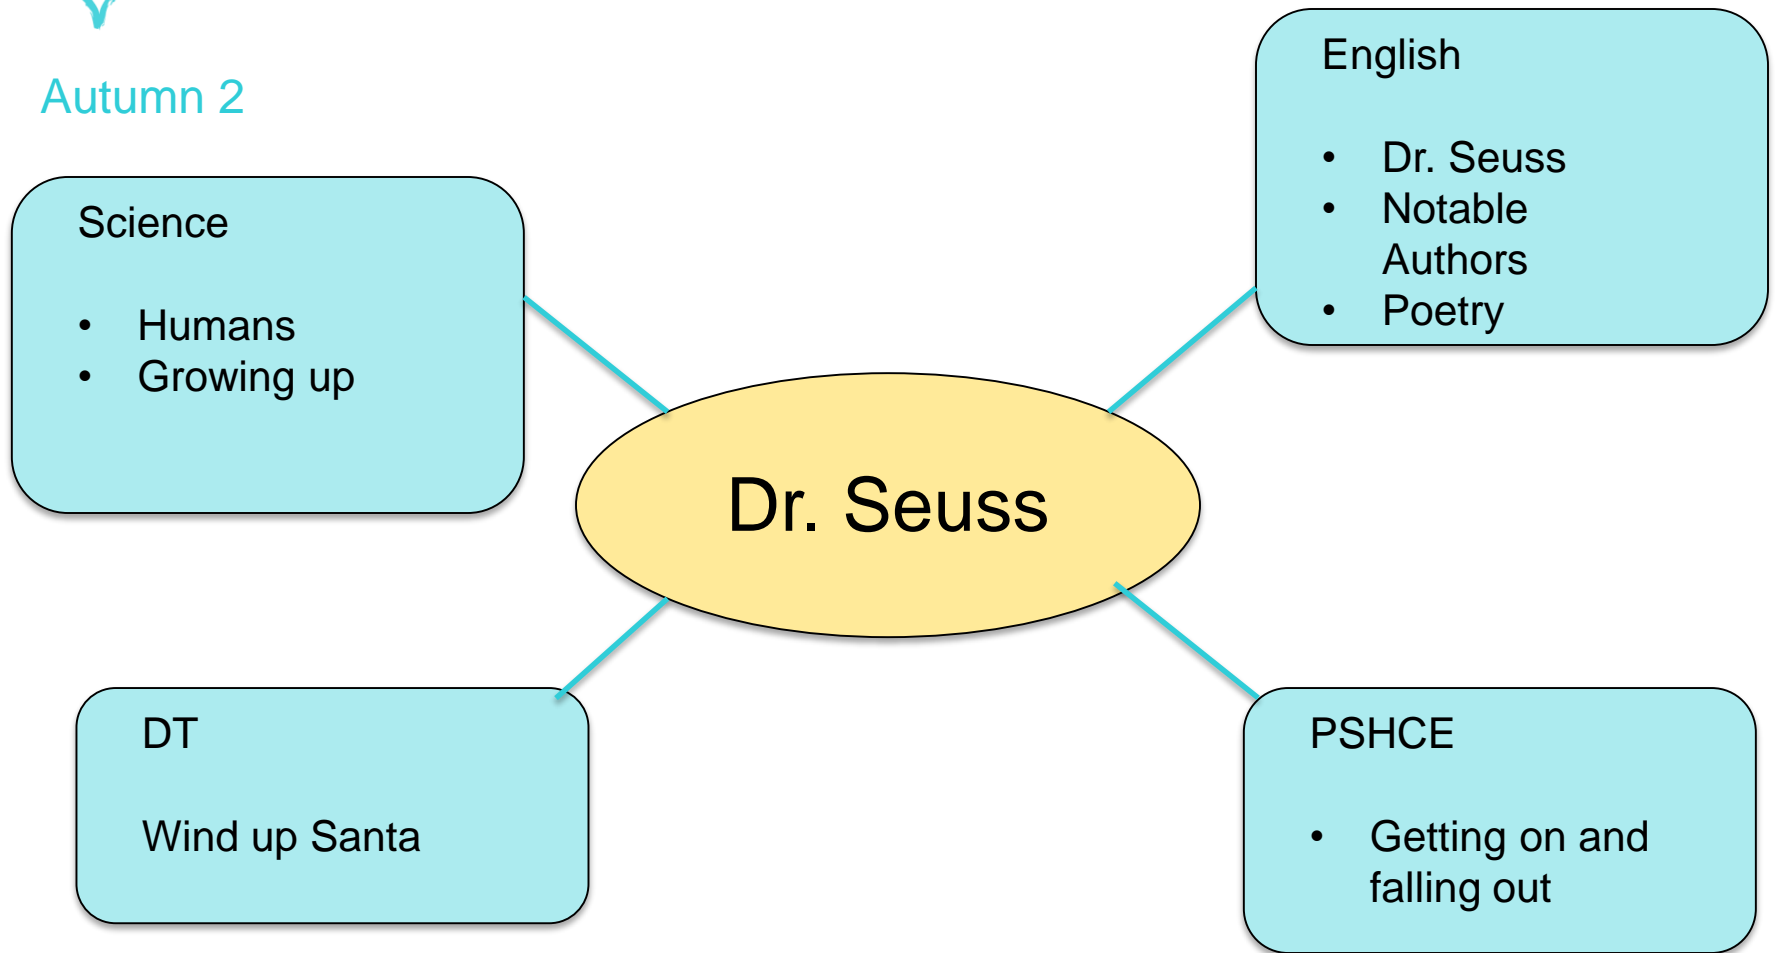 Autumn 2
English
• Dr. Seuss
• Notable
Authors
• Poetry
Science
• Humans
• Growing up
Dr. Seuss
DT
Wind up Santa
PSHCE
• Getting on and
falling out